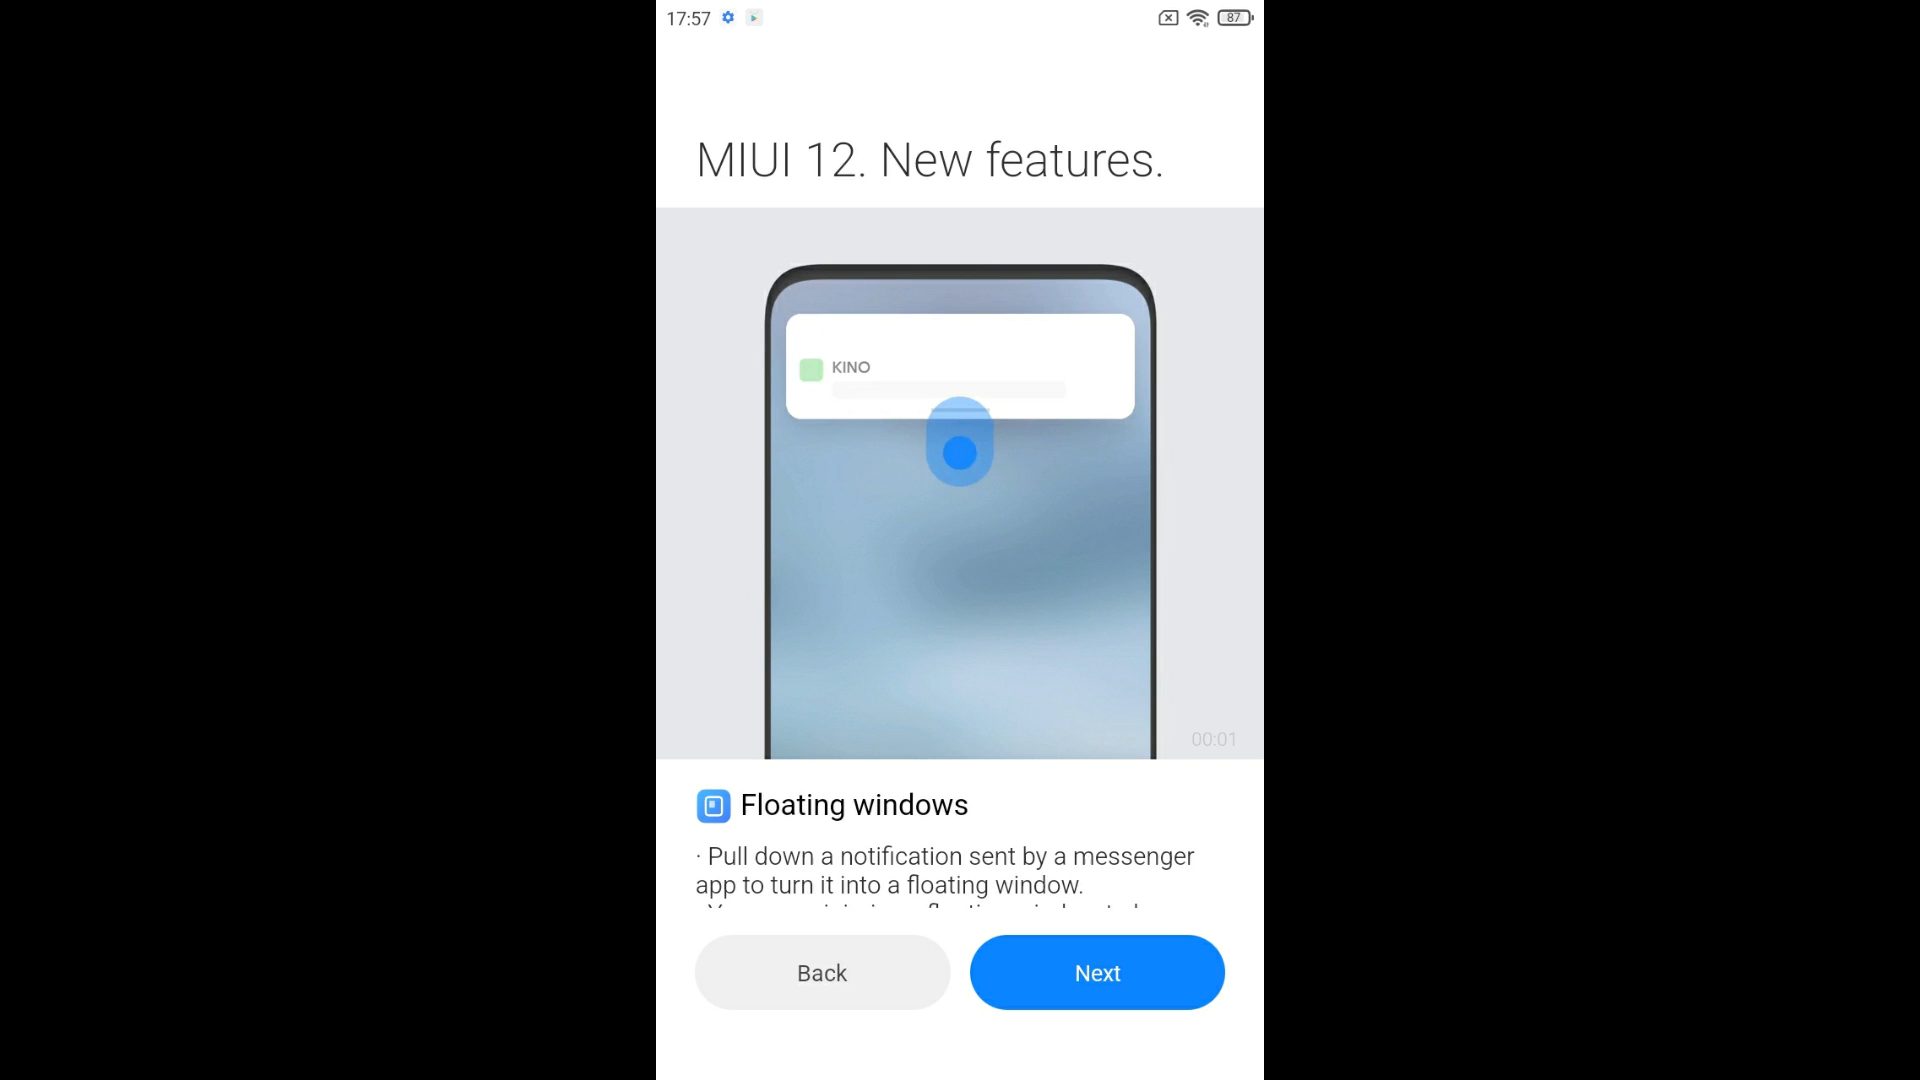 17:57
87
MIUI 12. New features.
KINO
00:01
Floating windows
· Pull down a notification sent by a messenger
app to turn it into a floating window.
Back
Next